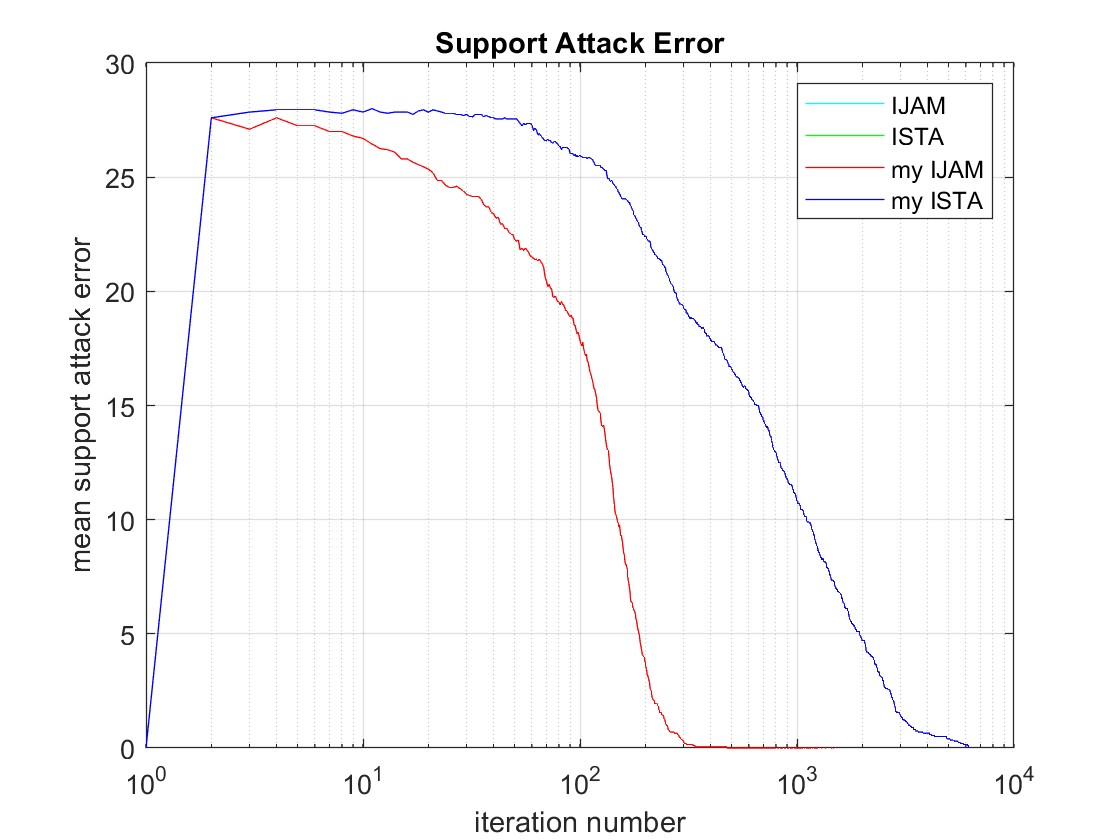 Support Attack Error
30
25
20
15
10
5
0
mean support attack error
IJAM
ISTA
my IJAM
my ISTA
10^0 10^1 10^2 10^3 10^4
iteration number